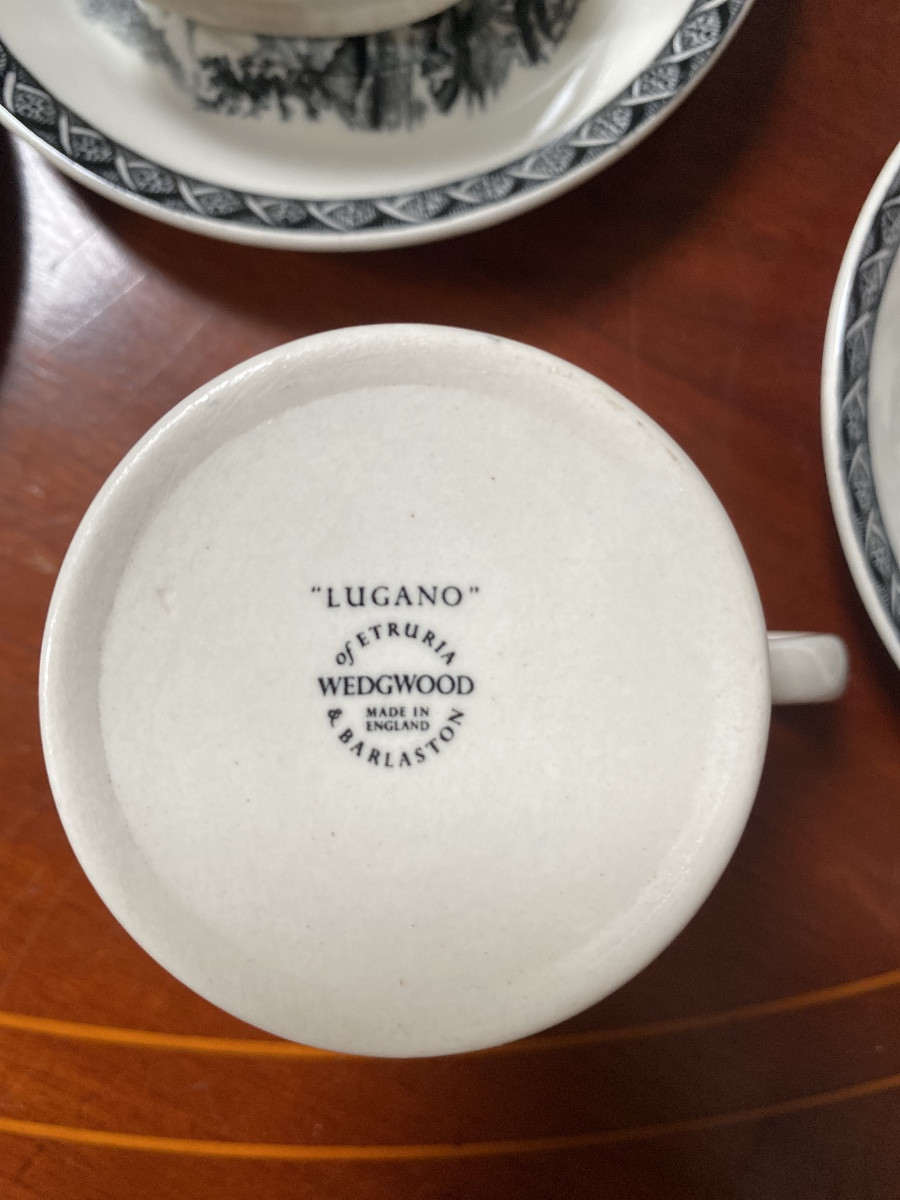 "LUGANO"
of ETRURIA
WEDGWOOD
MADE IN
ENGLAND
& BARLASTON